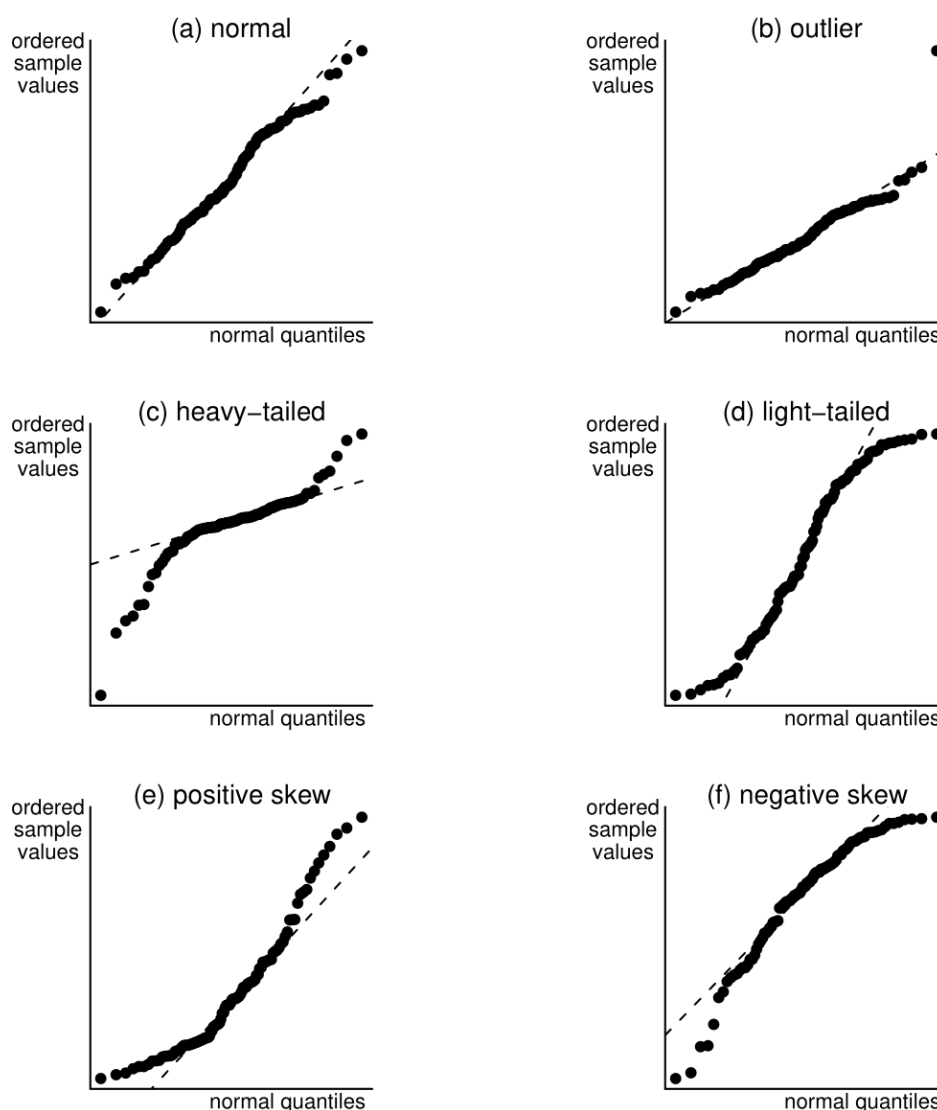 (a) normal
ordered
sample
values
normal quantiles
(b) outlier
ordered
sample
values
normal quantiles
(c) heavy−tailed
ordered
sample
values
normal quantiles
(d) light−tailed
ordered
sample
values
normal quantiles
(e) positive skew
ordered
sample
values
normal quantiles
(f) negative skew
ordered
sample
values
normal quantiles